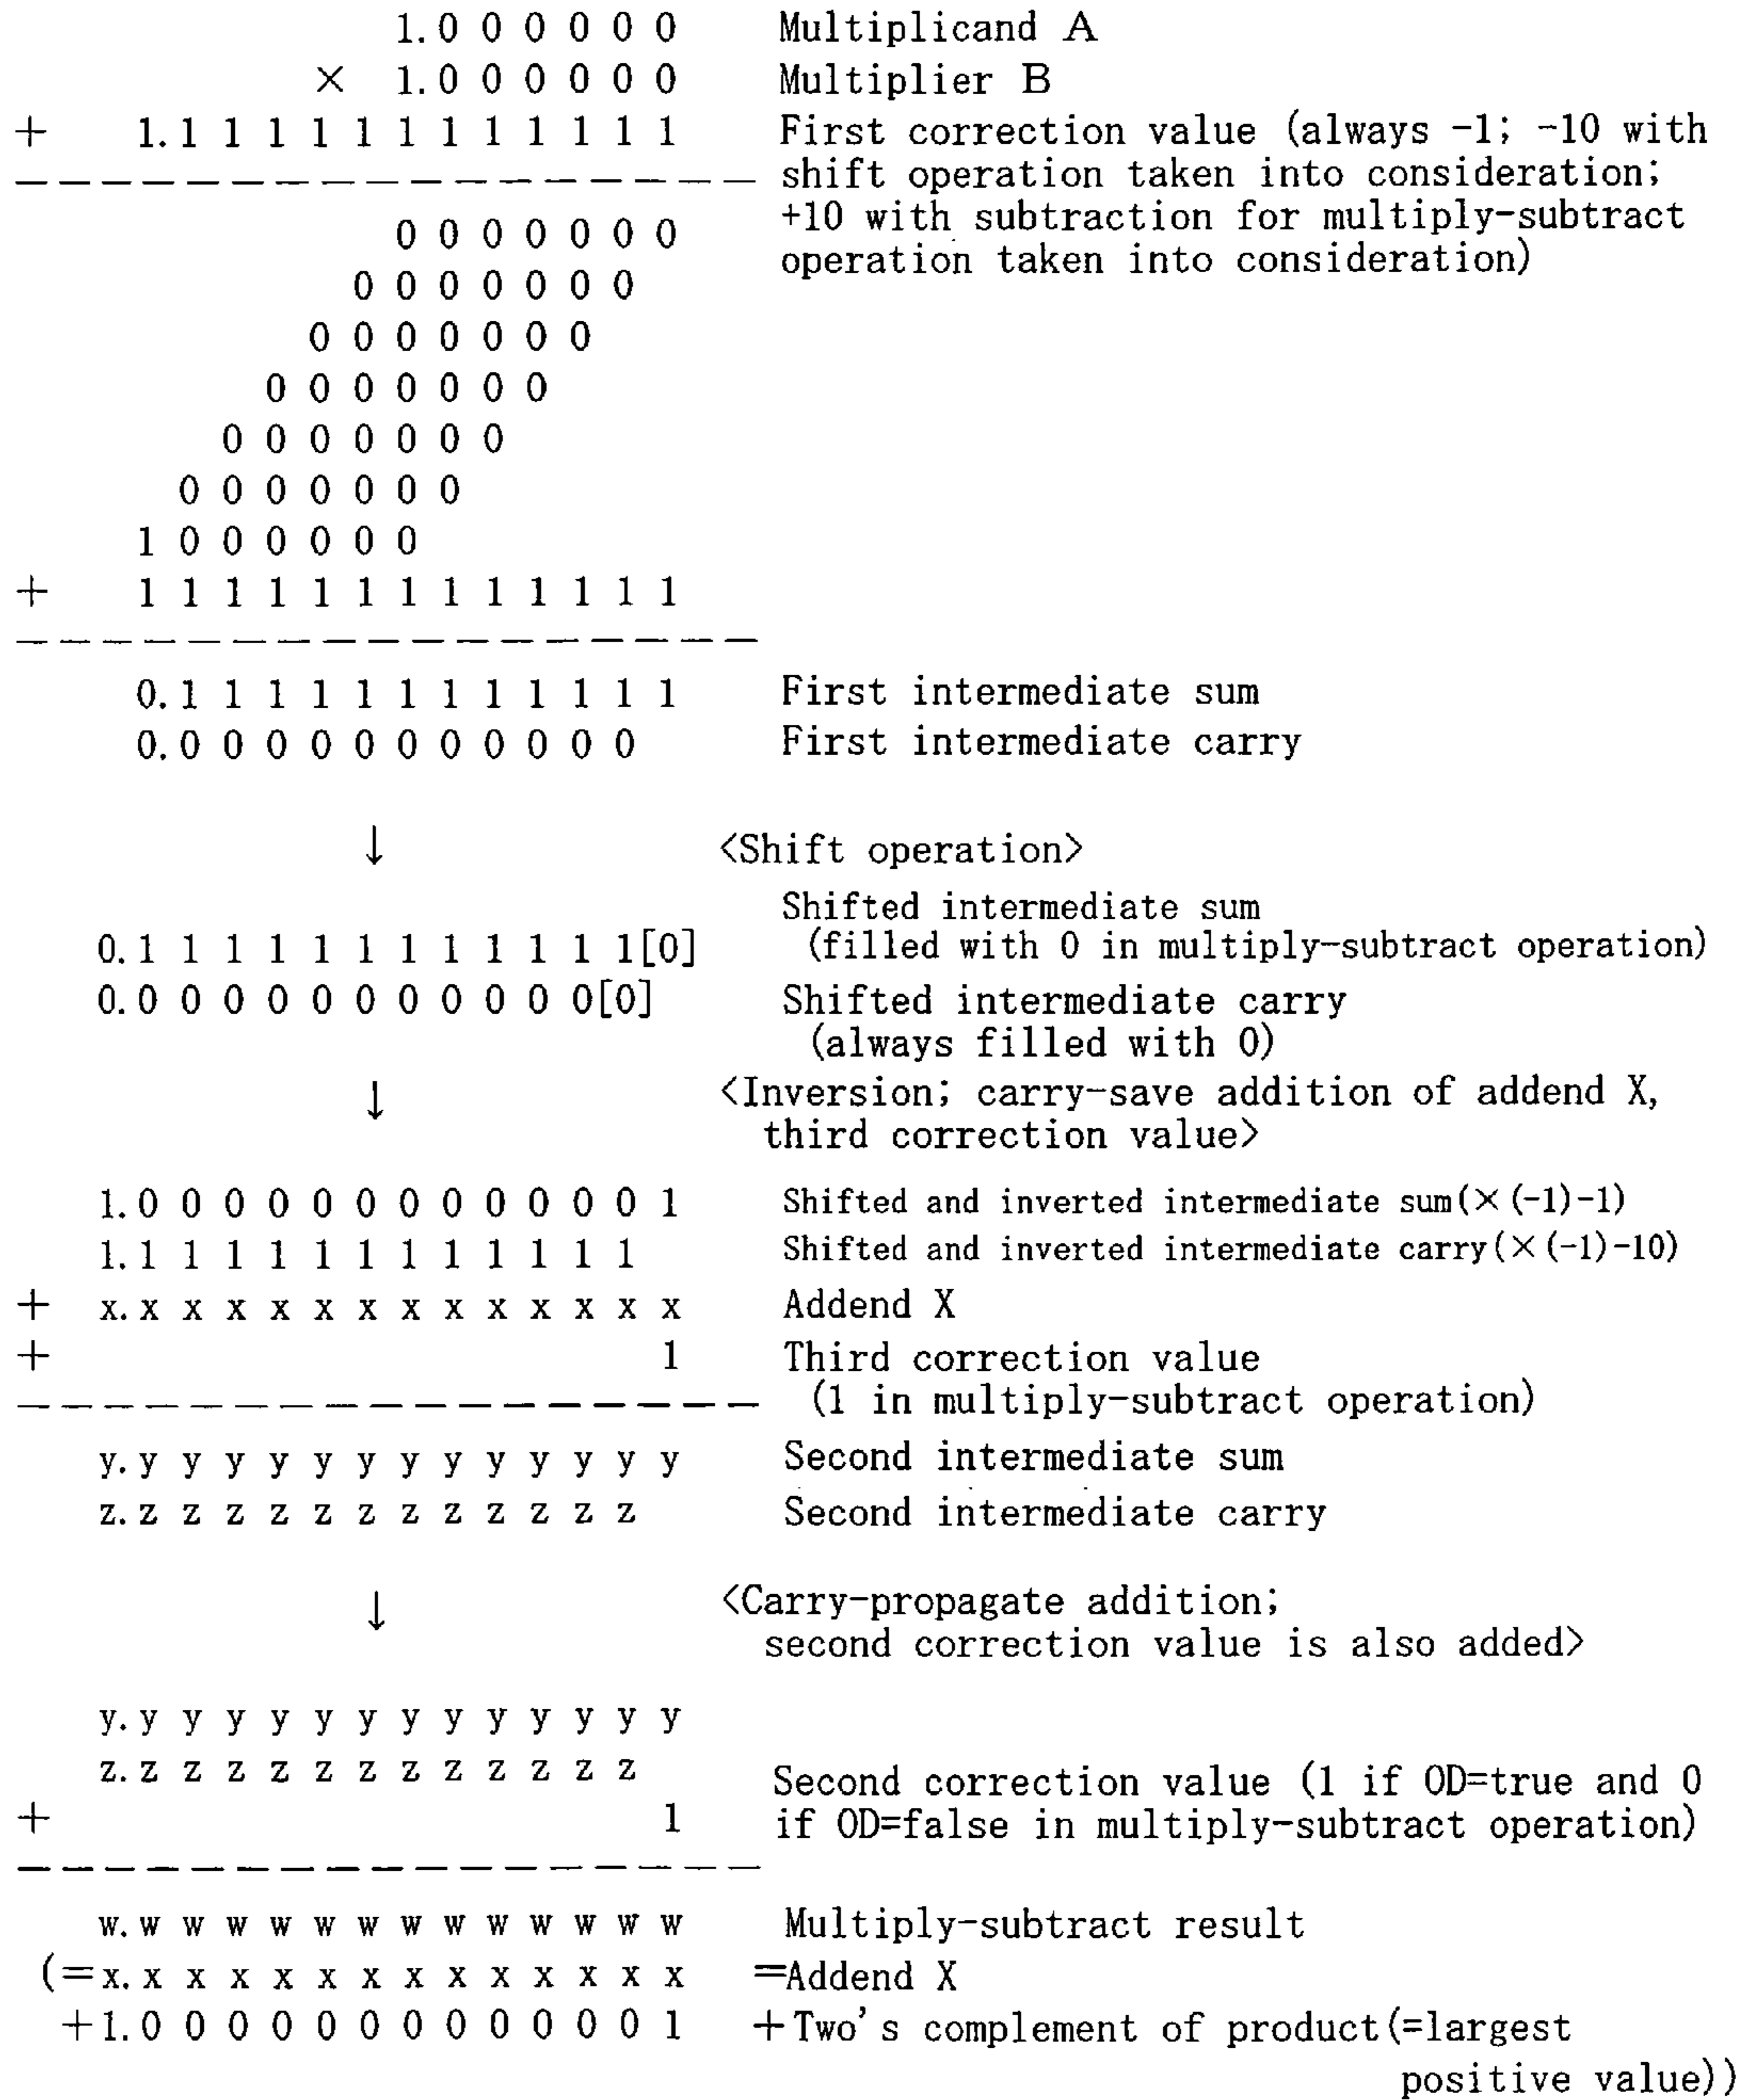 1.0 0 0 0 0 0 Multiplicand A
× 1.0 0 0 0 0 0 Multiplier B
+ 1.1 1 1 1 1 1 1 1 1 1 1 1 First correction value (always -1; -10 with
shift operation taken into consideration;
+10 with subtraction for multiply-subtract
0 0 0 0 0 0 0
operation taken into consideration)
0 0 0 0 0 0 0
0 0 0 0 0 0 0
0 0 0 0 0 0 0
0 0 0 0 0 0 0
0 0 0 0 0 0 0
1 0 0 0 0 0 0
+ 1 1 1 1 1 1 1 1 1 1 1 1 1
0.1 1 1 1 1 1 1 1 1 1 1 1 First intermediate sum
0.0 0 0 0 0 0 0 0 0 0 0 First intermediate carry
↓ <Shift operation>
Shifted intermediate sum
0.1 1 1 1 1 1 1 1 1 1 1 1[0] (filled with 0 in multiply-subtract operation)
0.0 0 0 0 0 0 0 0 0 0 0[0] Shifted intermediate carry
(always filled with 0)
↓ <Inversion; carry-save addition of addend X,
third correction value>
1.0 0 0 0 0 0 0 0 0 0 0 0 1 Shifted and inverted intermediate sum(×(-1)-1)
1.1 1 1 1 1 1 1 1 1 1 1 1 Shifted and inverted intermediate carry(×(-1)-10)
+ x.x x x x x x x x x x x x x Addend X
+ 1 Third correction value
(1 in multiply-subtract operation)
y.y y y y y y y y y y y y y Second intermediate sum
z.z z z z z z z z z z z z Second intermediate carry
↓ <Carry-propagate addition;
second correction value is also added>
y.y y y y y y y y y y y y y
z.z z z z z z z z z z z z
Second correction value (1 if OD=true and 0
+ 1 if OD=false in multiply-subtract operation)
w.w w w w w w w w w w w w w Multiply-subtract result
(=x.x x x x x x x x x x x x x =Addend X
+1.0 0 0 0 0 0 0 0 0 0 0 0 1 +Two's complement of product(=largest
positive value))